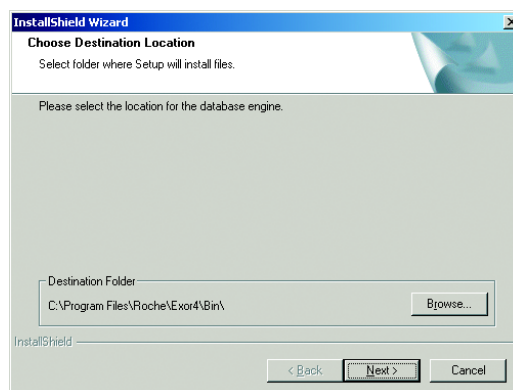 InstallShield Wizard
Choose Destination Location
Select folder where Setup will install files.
Please select the location for the database engine.
Destination Folder
C:\Program Files\Roche\Exor4\Bin\
Browse...
InstallShield
< Back Next > Cancel